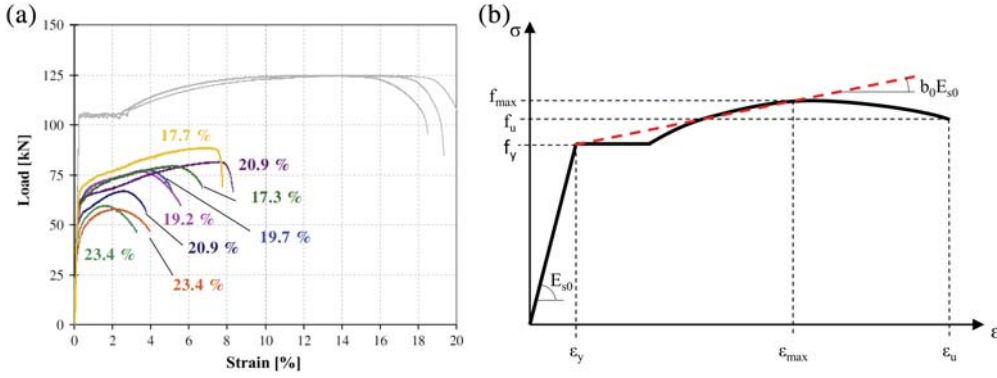 (a)
Load [kN]
150
125
100
75
50
25
0
17.7 %
20.9 %
17.3 %
19.2 %
19.7 %
20.9 %
23.4 %
23.4 %
0 2 4 6 8 10 12 14 16 18 20
Strain [%]
(b)
σ
b₀Eₛ₀
fₘₐₓ
fᵤ
f_y
Eₛ₀
ε
ε_y
εₘₐₓ
εᵤ